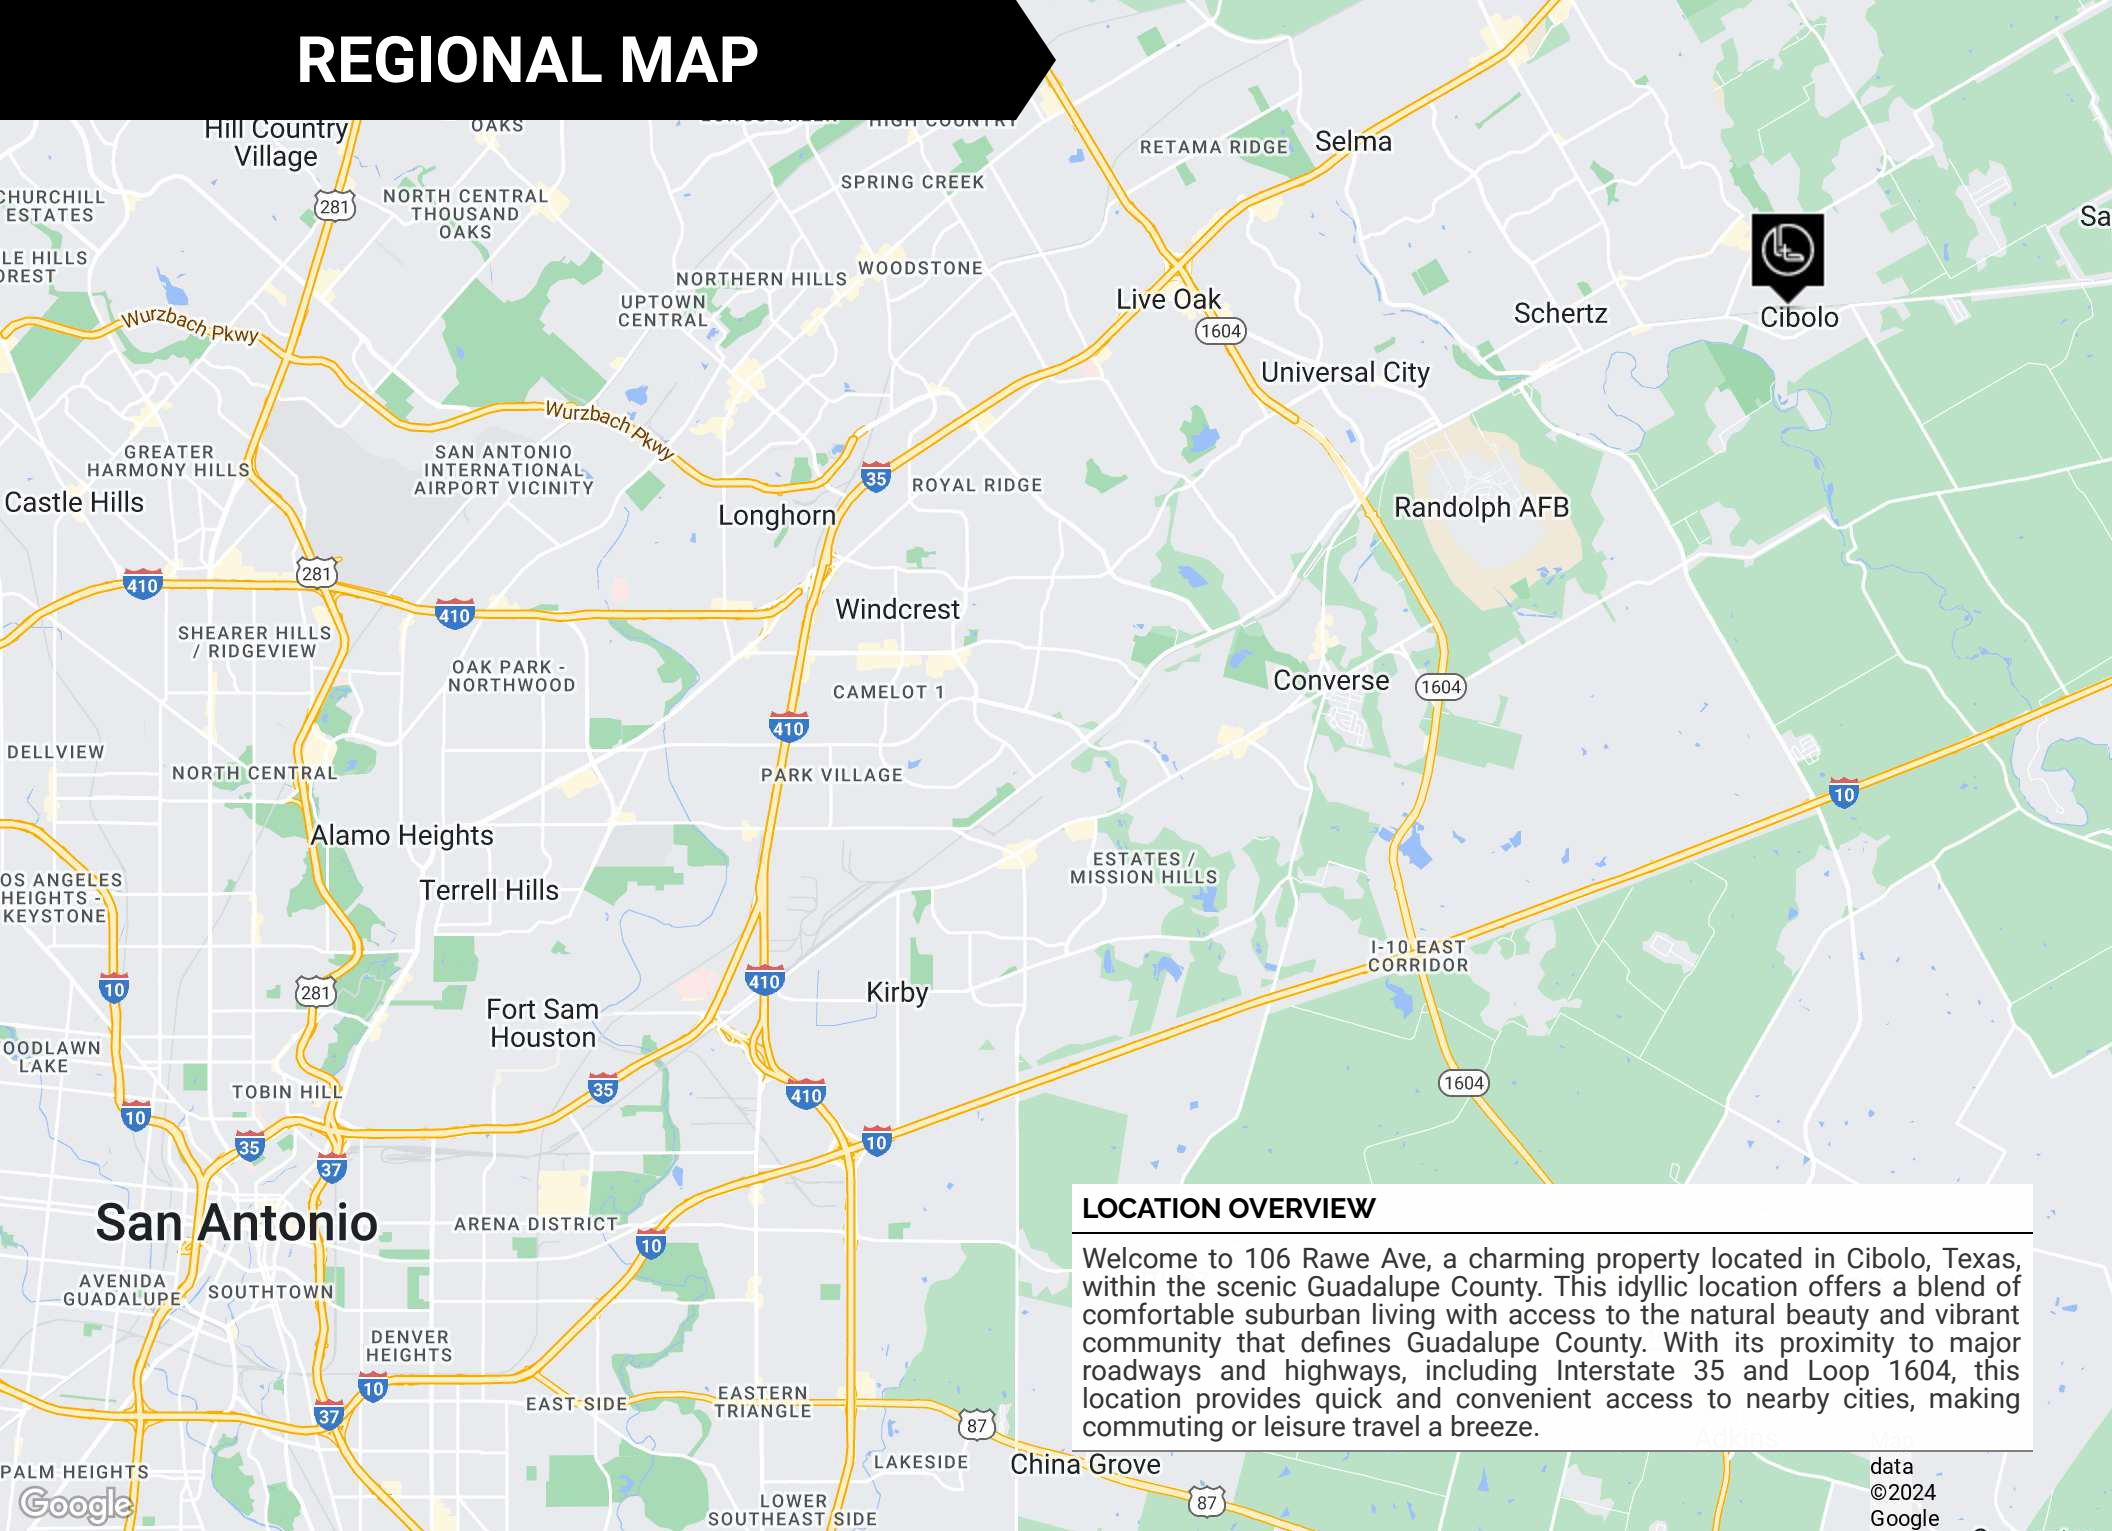 REGIONAL MAP
Hill Country
Village
OAKS
HIGH COUNTRY
RETAMA RIDGE
Selma
SPRING CREEK
CHURCHILL
ESTATES
281
NORTH CENTRAL
THOUSAND
OAKS
Sa
LE HILLS
OREST
NORTHERN HILLS
WOODSTONE
UPTOWN
CENTRAL
Live Oak
1604
Schertz
Cibolo
Wurzbach Pkwy
Universal City
Wurzbach Pkwy
GREATER
HARMONY HILLS
SAN ANTONIO
INTERNATIONAL
AIRPORT VICINITY
35
ROYAL RIDGE
Castle Hills
Longhorn
Randolph AFB
281
410
410
Windcrest
SHEARER HILLS
/ RIDGEVIEW
OAK PARK -
NORTHWOOD
CAMELOT 1
Converse
1604
410
DELLVIEW
NORTH CENTRAL
PARK VILLAGE
10
Alamo Heights
Terrell Hills
ESTATES /
MISSION HILLS
OS ANGELES
HEIGHTS -
KEYSTONE
I-10 EAST
CORRIDOR
10
281
410
Kirby
Fort Sam
Houston
OODLAWN
LAKE
TOBIN HILL
35
410
1604
10
35
37
10
San Antonio
ARENA DISTRICT
10
AVENIDA
GUADALUPE
SOUTHTOWN
DENVER
HEIGHTS
10
37
EAST SIDE
EASTERN
TRIANGLE
87
LAKESIDE
China Grove
PALM HEIGHTS
LOWER
SOUTHEAST SIDE
87
Google
LOCATION OVERVIEW
Welcome to 106 Rawe Ave, a charming property located in Cibolo, Texas,
within the scenic Guadalupe County. This idyllic location offers a blend of
comfortable suburban living with access to the natural beauty and vibrant
community that defines Guadalupe County. With its proximity to major
roadways and highways, including Interstate 35 and Loop 1604, this
location provides quick and convenient access to nearby cities, making
commuting or leisure travel a breeze.
Map
data
©2024
Google